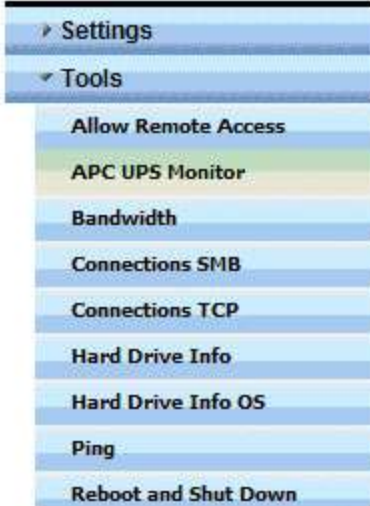 Settings
Tools
Allow Remote Access
APC UPS Monitor
Bandwidth
Connections SMB
Connections TCP
Hard Drive Info
Hard Drive Info OS
Ping
Reboot and Shut Down